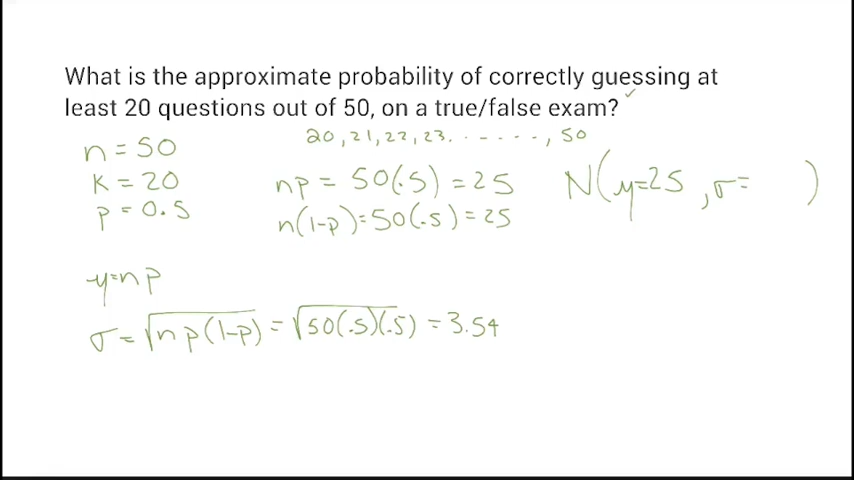 What is the approximate probability of correctly guessing at
least 20 questions out of 50, on a true/false exam? ✓
20, 21, 22, 23. - - - - - ., 50
n = 50
k = 20
p = 0.5
np = 50(.5) = 25
n(1-p) = 50(.5) = 25
N(μ=25, σ= )
μ=np
σ = √np(1-p) = √50(.5)(.5) = 3.54